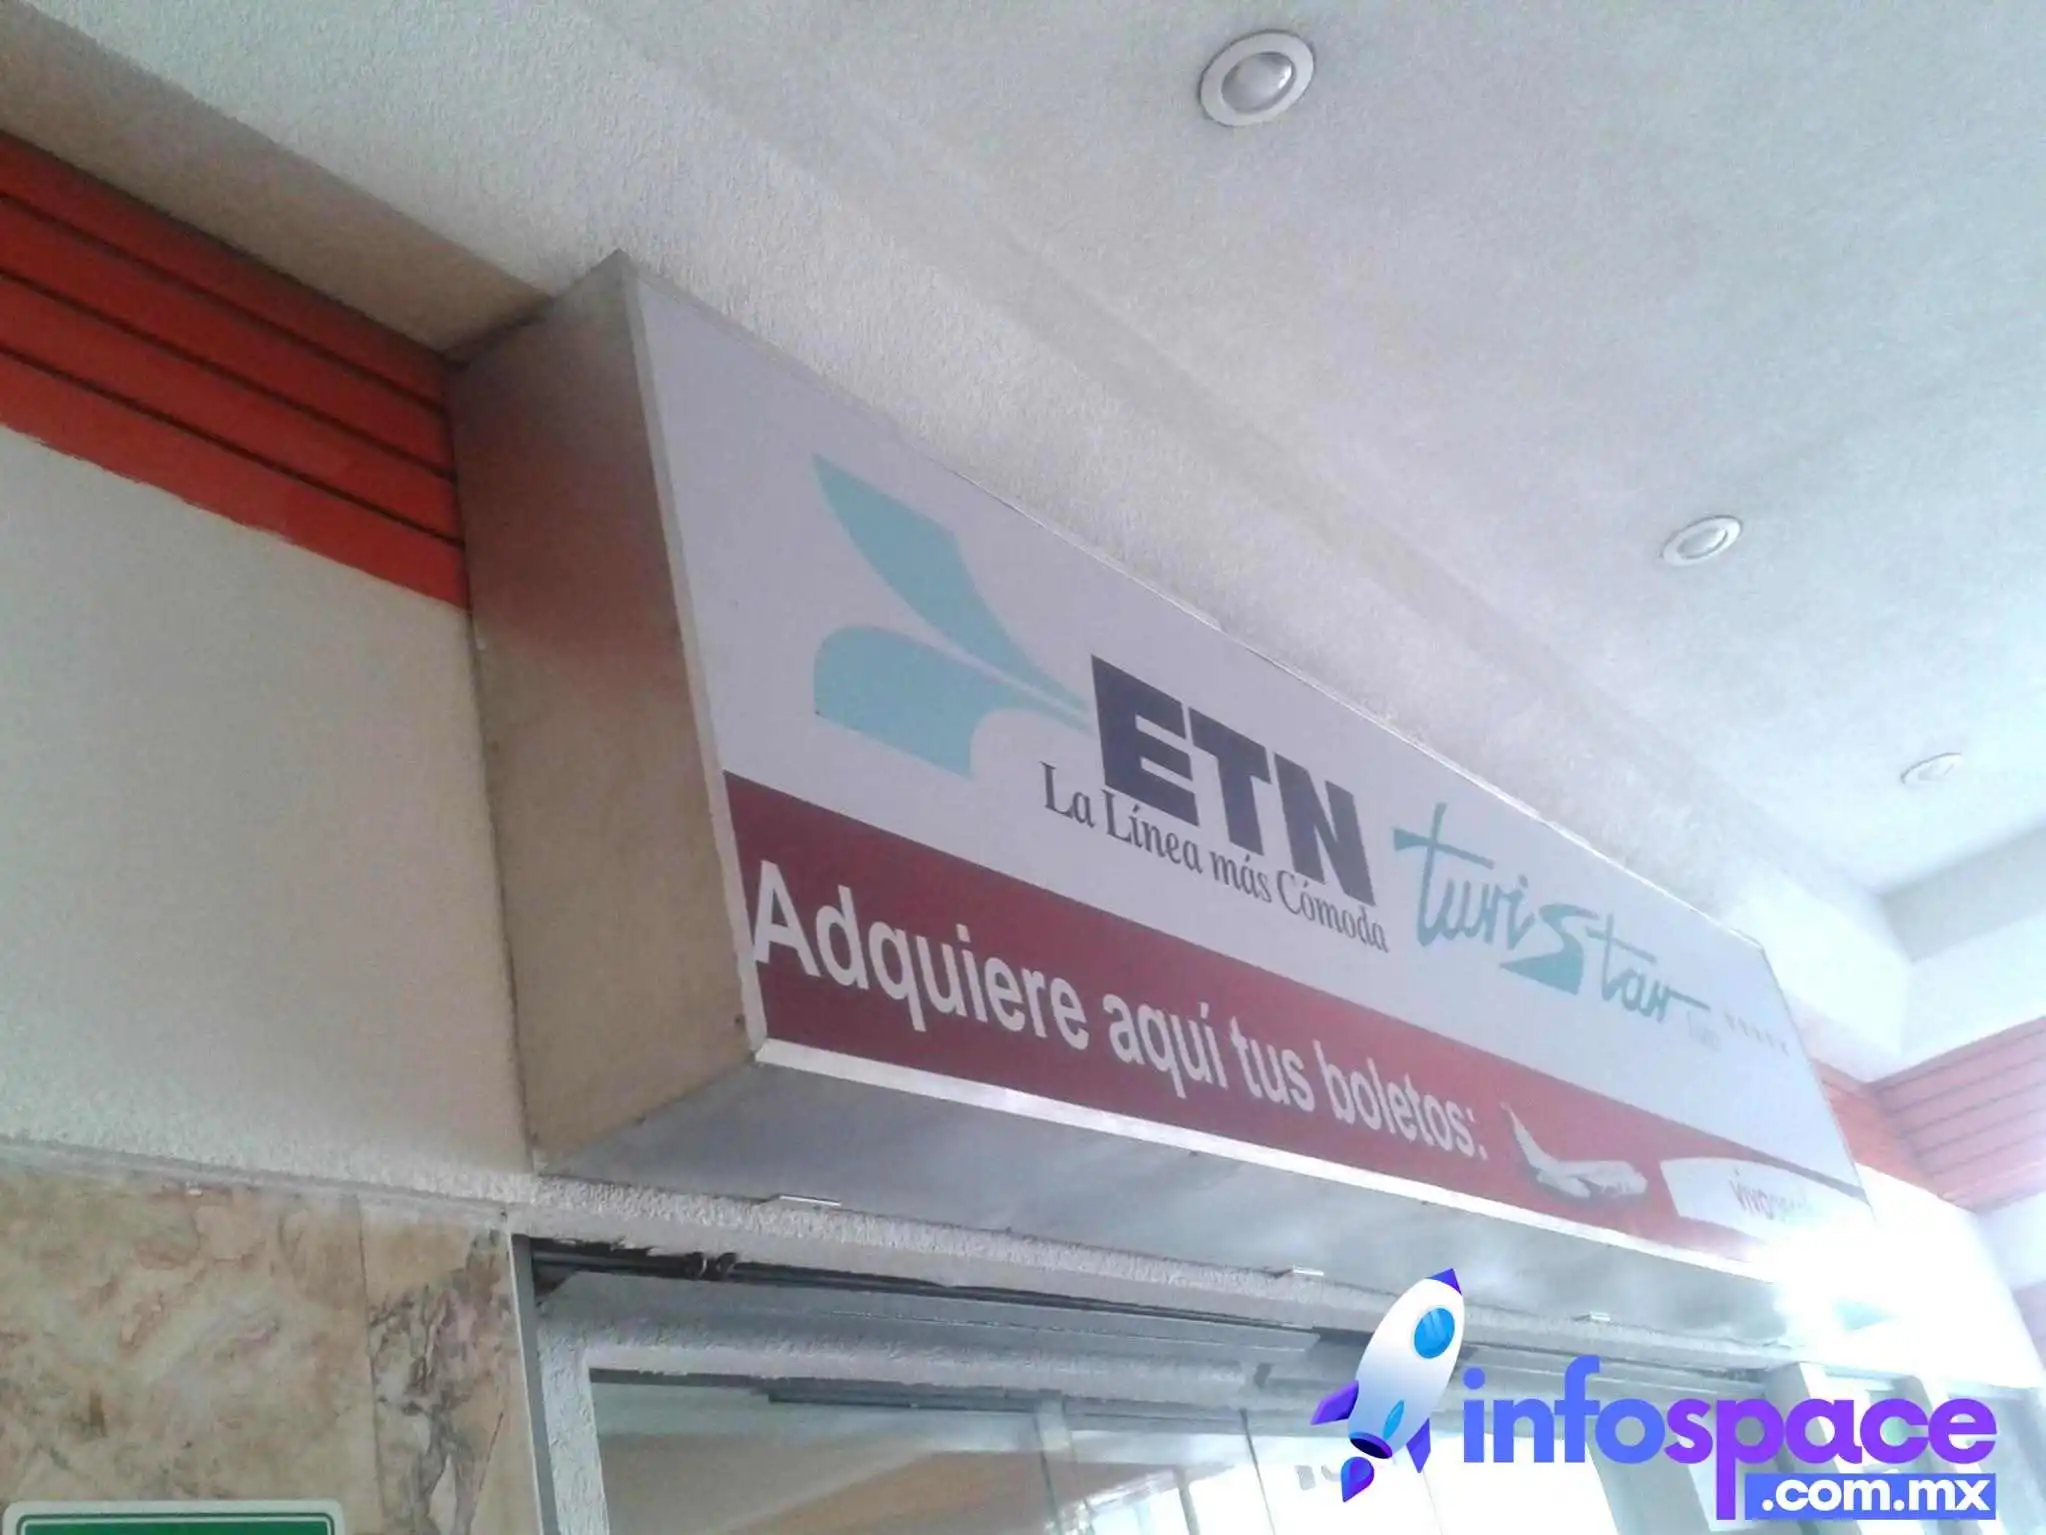 ETN
La Línea más Cómoda
turistar
Adquiere aquí tus boletos:
infospace
.com.mx